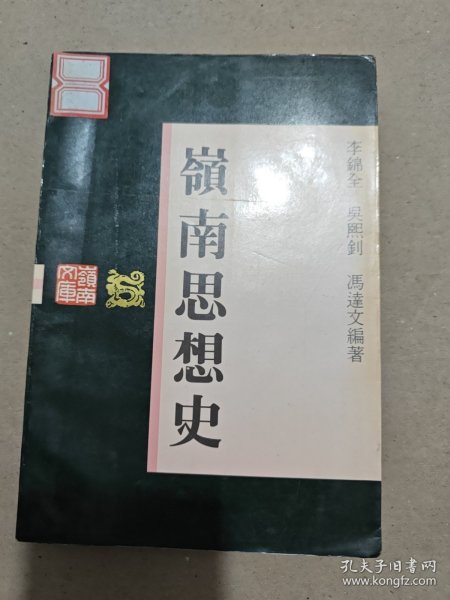 嶺南思想史
李錦全 吳熙釗 馮達文編著
嶺南文庫
孔夫子旧书网
www.kongfz.com